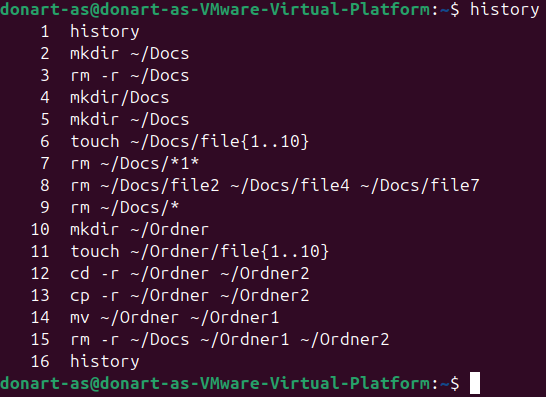 donart-as@donart-as-VMware-Virtual-Platform:~$ history
1 history
2 mkdir ~/Docs
3 rm -r ~/Docs
4 mkdir/Docs
5 mkdir ~/Docs
6 touch ~/Docs/file{1..10}
7 rm ~/Docs/*1*
8 rm ~/Docs/file2 ~/Docs/file4 ~/Docs/file7
9 rm ~/Docs/*
10 mkdir ~/Ordner
11 touch ~/Ordner/file{1..10}
12 cd -r ~/Ordner ~/Ordner2
13 cp -r ~/Ordner ~/Ordner2
14 mv ~/Ordner ~/Ordner1
15 rm -r ~/Docs ~/Ordner1 ~/Ordner2
16 history
donart-as@donart-as-VMware-Virtual-Platform:~$